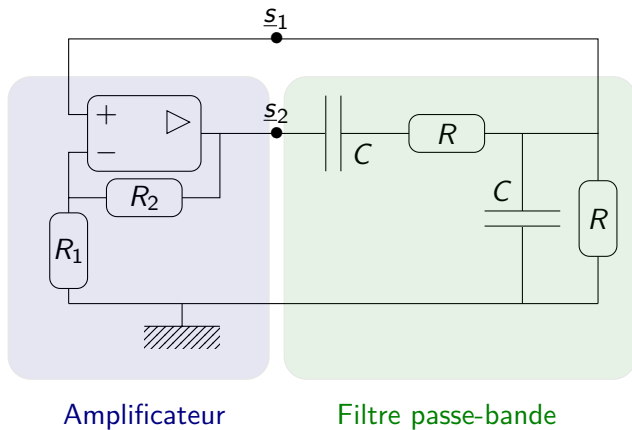 s1
+
s2
−
C
R
R2
C
R1
R
Amplificateur
Filtre passe-bande